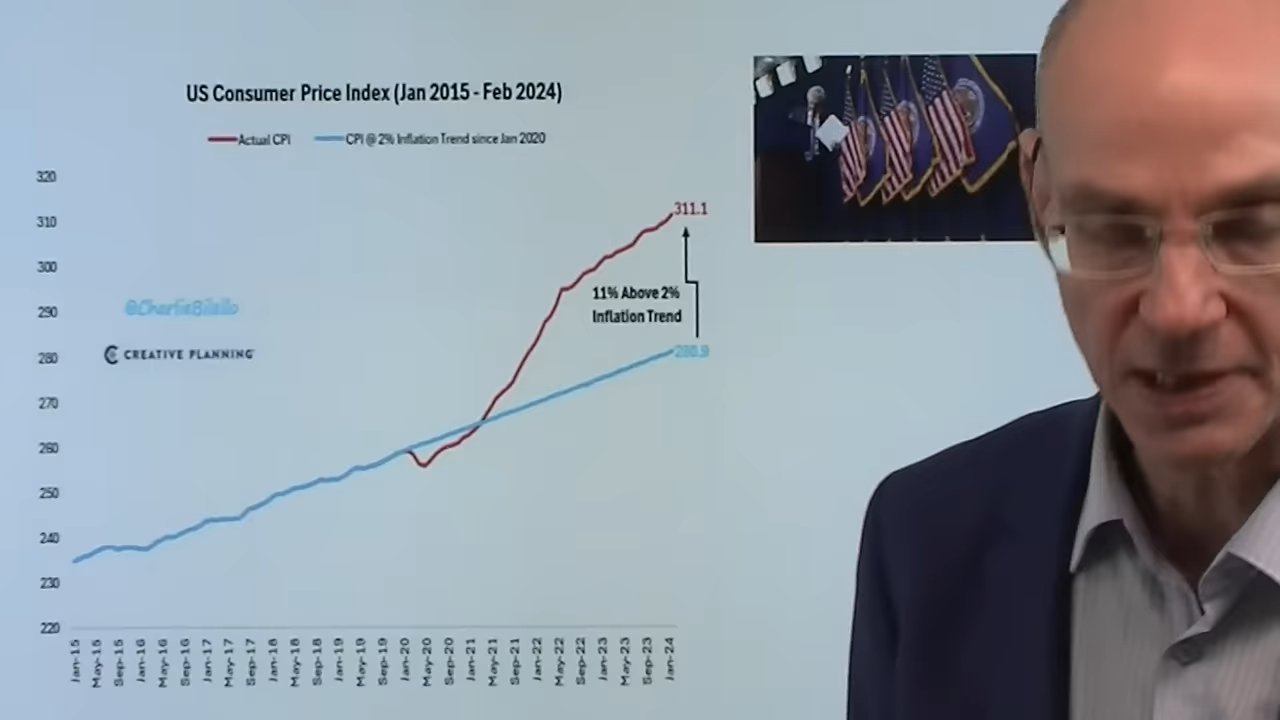 US Consumer Price Index (Jan 2015 - Feb 2024)
Actual CPI CPI @ 2% Inflation Trend since Jan 2020
320
310
300
290
280
270
260
250
240
230
220
311.1
11% Above 2%
Inflation Trend
280.9
@CharlieBilello
CREATIVE PLANNING
Jan-15
May-15
Sep-15
Jan-16
May-16
Sep-16
Jan-17
May-17
Sep-17
Jan-18
May-18
Sep-18
Jan-19
May-19
Sep-19
Jan-20
May-20
Sep-20
Jan-21
May-21
Sep-21
Jan-22
May-22
Sep-22
Jan-23
May-23
Sep-23
Jan-24